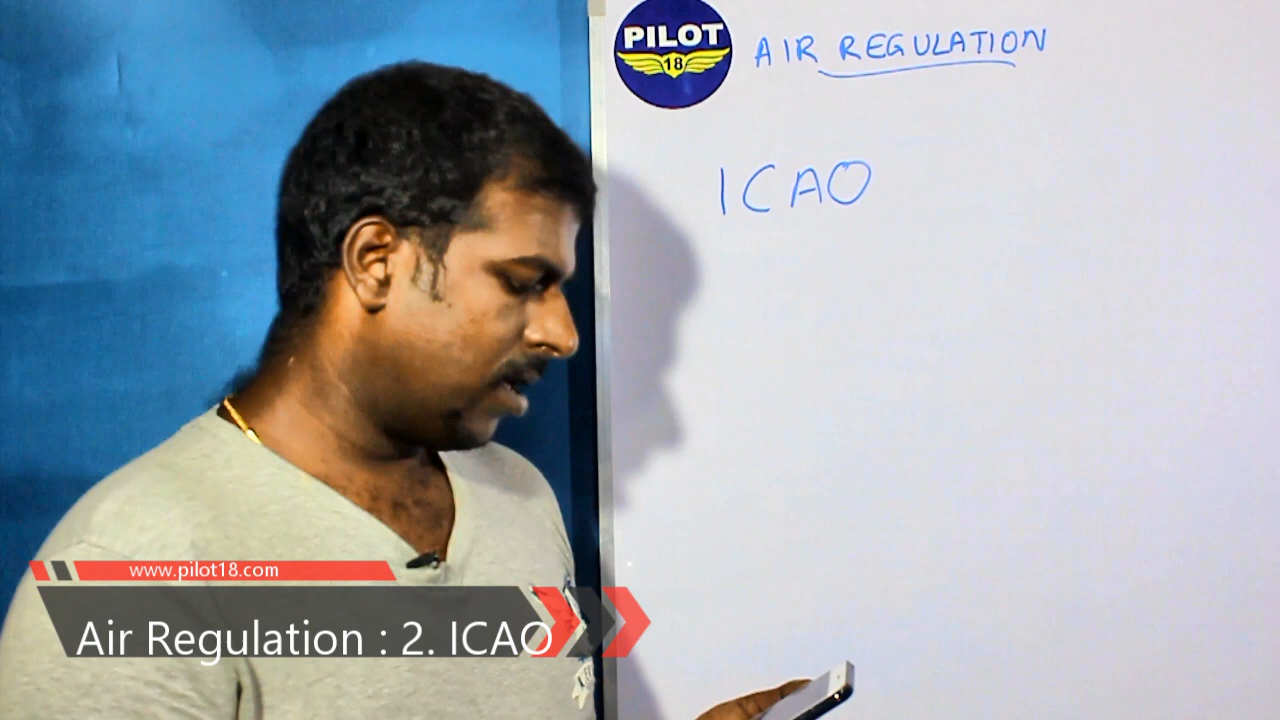 PILOT
18
AIR REGULATION
ICAO
www.pilot18.com
Air Regulation : 2. ICAO